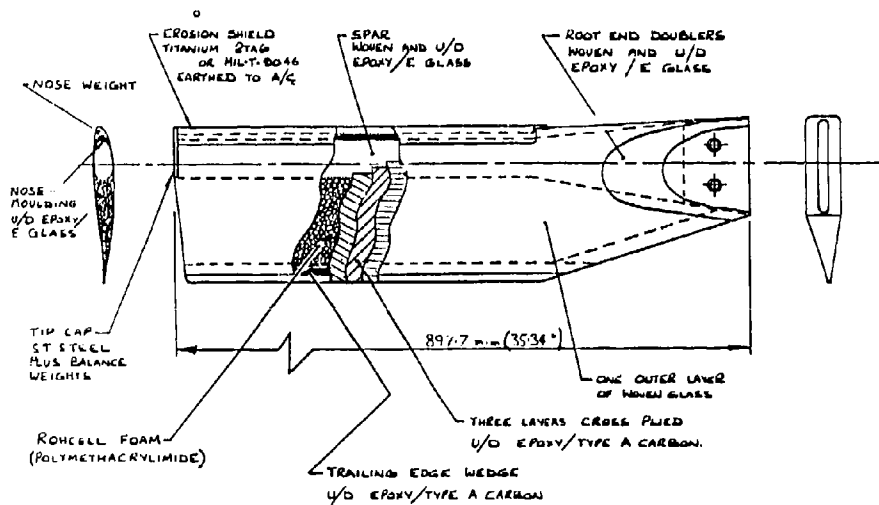 EROSION SHIELD
TITANIUM 2TA6
OR MIL-T-9046
EARTHED TO A/C
SPAR
WOVEN AND U/D
EPOXY/E GLASS
ROOT END DOUBLERS
WOVEN AND U/D
EPOXY/E GLASS
NOSE WEIGHT
NOSE
MOULDING
U/D EPOXY/
E GLASS
TIP CAP
ST STEEL
PLUS BALANCE
WEIGHTS
897.7 mm (35.34")
ONE OUTER LAYER
OF WOVEN GLASS
ROHCELL FOAM
(POLYMETHACRYLIMIDE)
THREE LAYERS CROSS PLIED
U/D EPOXY/TYPE A CARBON.
TRAILING EDGE WEDGE
U/D EPOXY/TYPE A CARBON